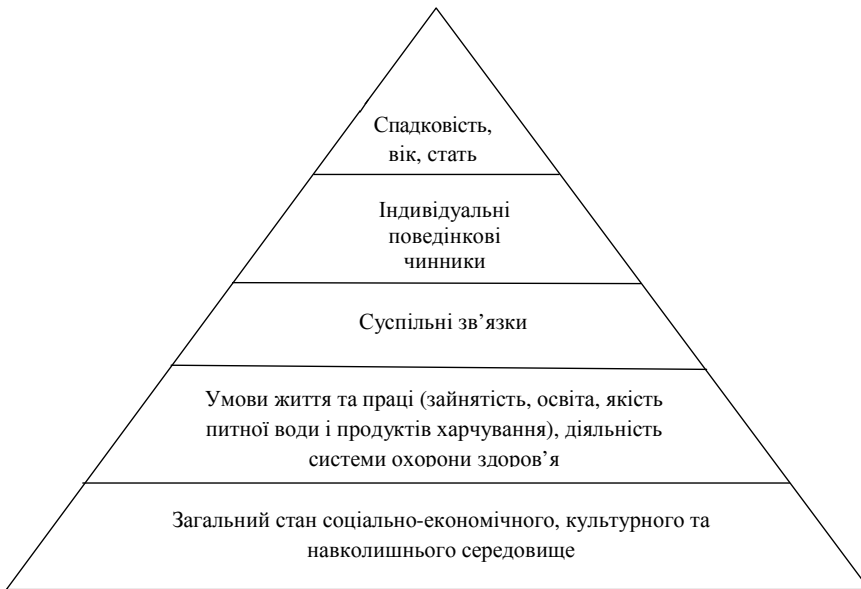 Спадковість,
вік, стать
Індивідуальні
поведінкові
чинники
Суспільні зв’язки
Умови життя та праці (зайнятість, освіта, якість
питної води і продуктів харчування), діяльність
системи охорони здоров’я
Загальний стан соціально-економічного, культурного та
навколишнього середовище